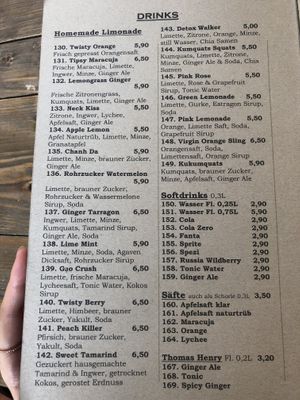 DRINKS
Homemade Limonade
130. Twisty Orange 5,90
Frisch gepresst Orangensaft
131. Tipsy Maracuja 6,50
Frische Maracuja, Limette,
Ingwer, Minze, Ginger Ale
132. Lemongrass Ginger
5,90
Frische Zitronengras,
Kumquats, Limette, Ginger Ale
133. Neck Kiss 6,50
Zitrone, Ingwer, Lychee,
Apfelsaft, Ginger Ale
134. Apple Lemon 5,90
Apfel Naturtrüb, Limette, Minze,
Granatapfel
135. Chanh Da 5,90
Limette, Minze, brauner Zucker,
Ginger Ale
136. Rohrzucker Watermelon
5,90
Limette, brauner Zucker,
Rohrzucker & Wassermelone
Sirup, Soda
137. Ginger Tarragon 6,50
Ingwer, Limette, Kumquats,
Minze, brauner Zucker, Ginger
Ale, Soda
138. Lime Mint 5,90
Limette, Minze, Soda, Agaven
Dicksaft, Rohrzucker Sirup
139. Gạo Crush 6,50
Limette, frische Maracuja,
Lycheesaft, Tonic Water, Kokos
Sirup
140. Twisty Berry 6,50
Limette, Himbeer, brauner
Zucker, Yakult, Soda
141. Peach Killer 6,50
Pfirsich, brauner Zucker,
Yakult, Soda
142. Sweet Tamarind 6,50
Gezuckert hausgemachte
Tamarind & Ingwer, getrocknet
Kokos, geröstet Erdnuss
143. Detox Walker 5,00
Limette, Zitrone, Orange, Minze,
still Wasser, Chia Samen
144. Kumquats Squats 5,50
Kumquats, Limette, Zitrone,
Minze, Ginger Ale & Soda, Chia
Samen
145. Pink Rose 5,50
Limette, Rose & Grapefruit
Sirup, Tonic Water
146. Green Lemonade 5,50
Limette, Gurke, Estragon Sirup,
Soda
147. Pink Lemonade 5,50
Orange, Limette Saft, Soda,
Grapefruit Sirup
148. Virgin Orange Sling 6,50
Orangensaft, Limette, Soda,
Limettensaft, Orange Sirup
149. Kukumquats 5,50
Kumquats, Limette, brauner
Zucker, Minze, Ginger Ale
Softdrinks 0,3L
150. Wasser Fl. 0,25L 2,90
151. Wasser Fl. 0,75L 5,90
152. Cola 2,90
153. Cola Zero 2,90
154. Fanta 2,90
155. Sprite 2,90
156. Spezi 2,90
157. Russia Wildberry 2,90
158. Tonic Water 2,90
159. Ginger Ale 2,90
Säfte auch als Schorle 0,3L 3,50
160. Apfelsaft klar
161. Apfelsaft naturtrüb
162. Maracuja
163. Orange
164. Lychee
Thomas Henry Fl. 0,2L 3,20
167. Ginger Ale
168. Tonic
169. Spicy Ginger